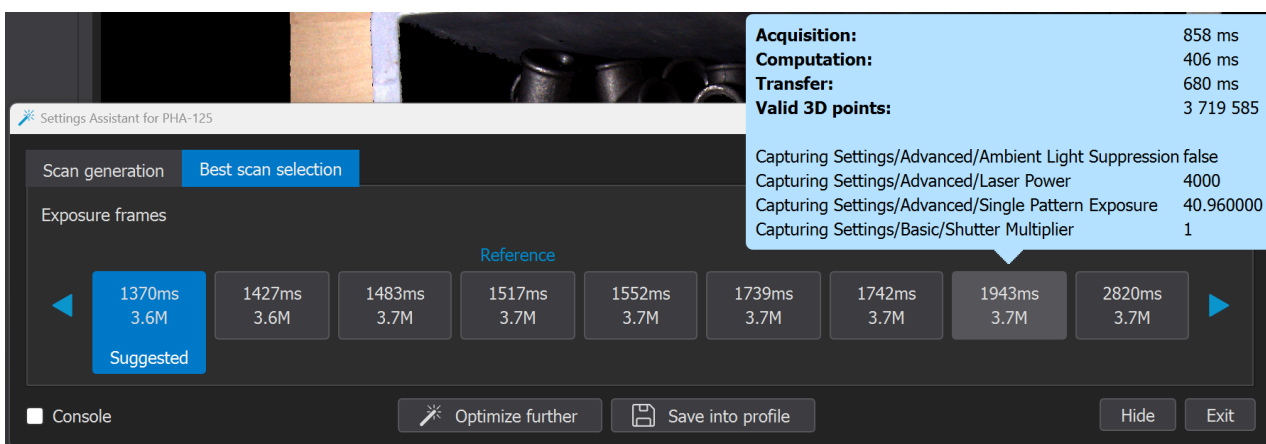 Acquisition: 858 ms
Computation: 406 ms
Transfer: 680 ms
Valid 3D points: 3 719 585
Capturing Settings/Advanced/Ambient Light Suppression false
Capturing Settings/Advanced/Laser Power 4000
Capturing Settings/Advanced/Single Pattern Exposure 40.960000
Capturing Settings/Basic/Shutter Multiplier 1
Settings Assistant for PHA-125
Scan generation Best scan selection
Exposure frames
Reference
1370ms 1427ms 1483ms 1517ms 1552ms 1739ms 1742ms 1943ms 2820ms
3.6M 3.6M 3.7M 3.7M 3.7M 3.7M 3.7M 3.7M 3.7M
Suggested
Console Optimize further Save into profile Hide Exit